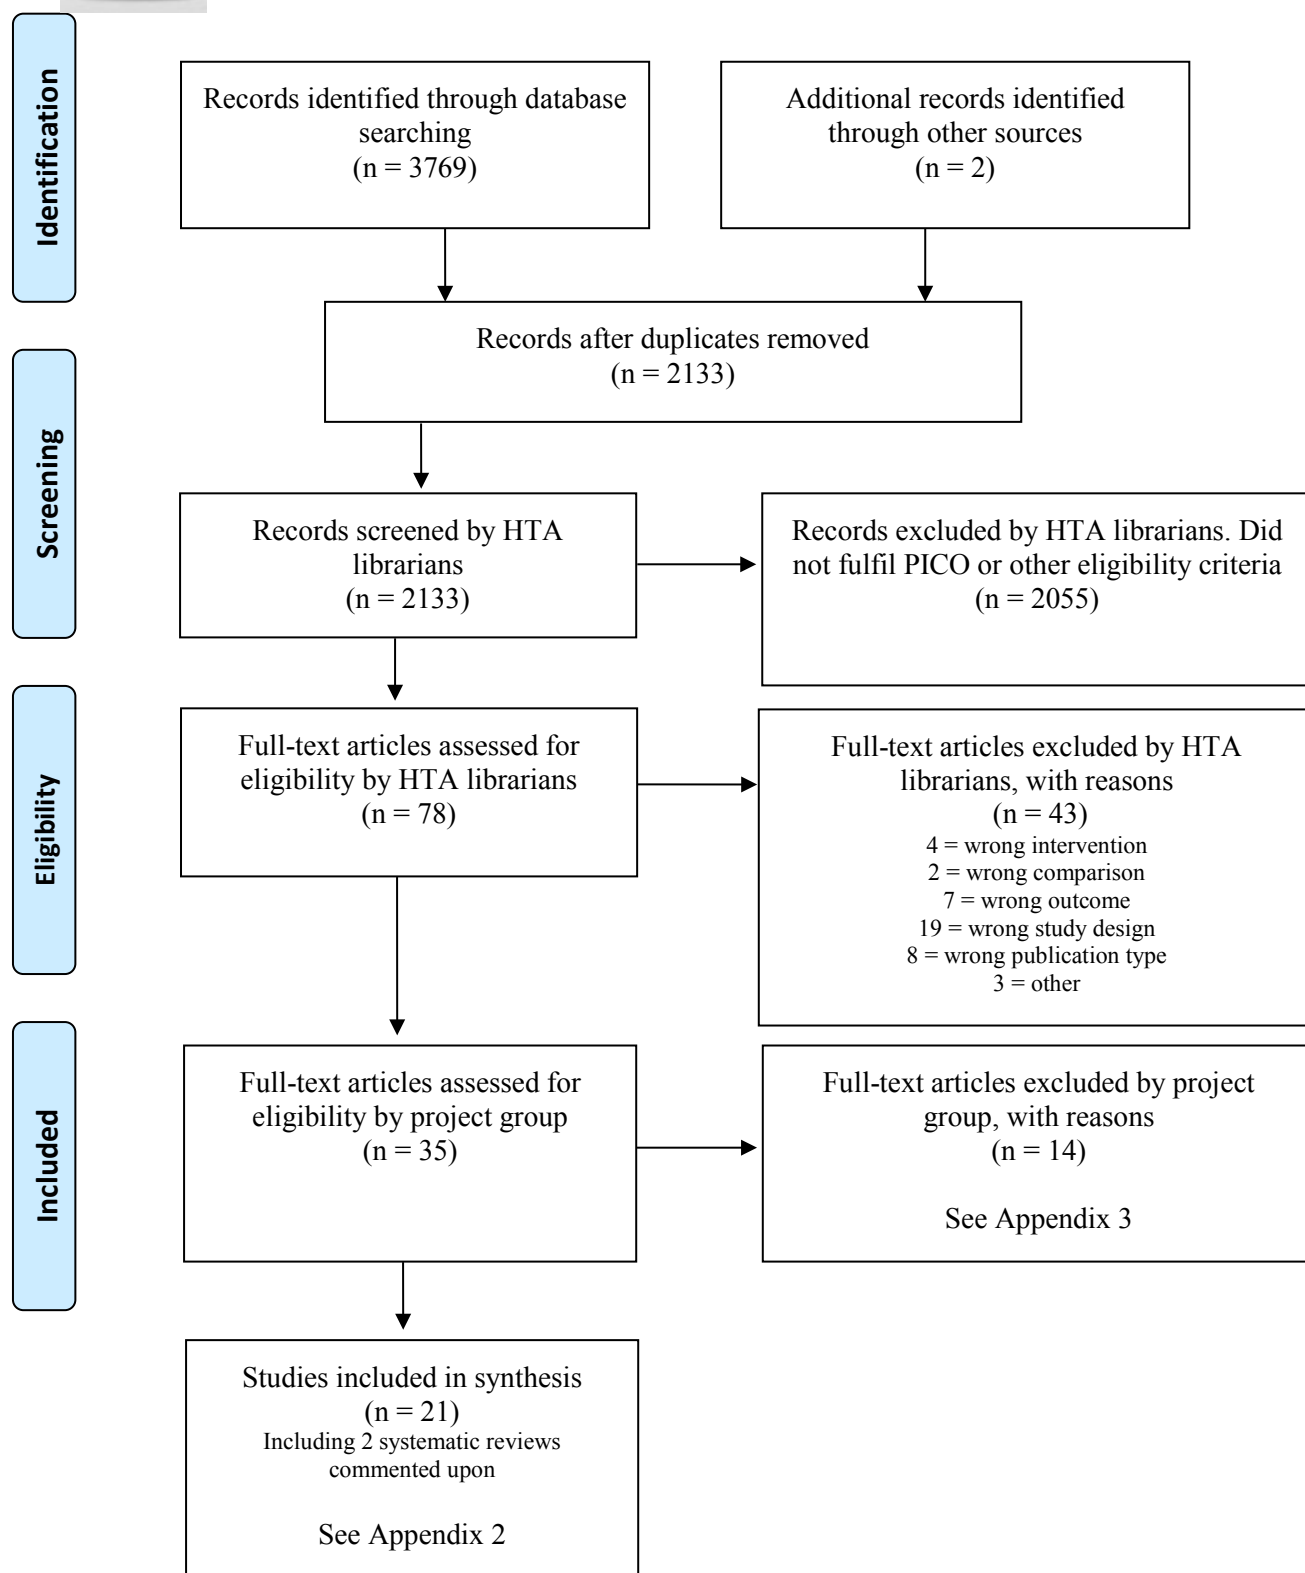 Identification
Records identified through database
searching
(n = 3769)
Additional records identified
through other sources
(n = 2)
Records after duplicates removed
(n = 2133)
Screening
Records screened by HTA
librarians
(n = 2133)
Records excluded by HTA librarians. Did
not fulfil PICO or other eligibility criteria
(n = 2055)
Eligibility
Full-text articles assessed for
eligibility by HTA librarians
(n = 78)
Full-text articles excluded by HTA
librarians, with reasons
(n = 43)
4 = wrong intervention
2 = wrong comparison
7 = wrong outcome
19 = wrong study design
8 = wrong publication type
3 = other
Included
Full-text articles assessed for
eligibility by project group
(n = 35)
Full-text articles excluded by project
group, with reasons
(n = 14)
See Appendix 3
Studies included in synthesis
(n = 21)
Including 2 systematic reviews
commented upon
See Appendix 2